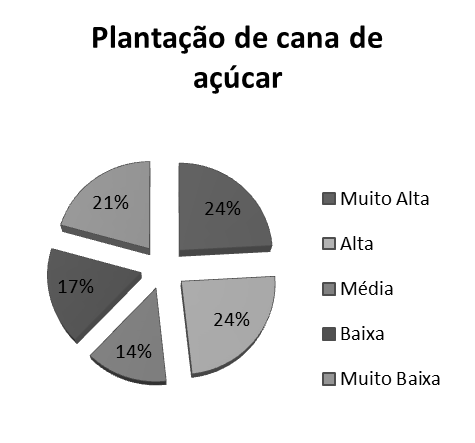 Plantação de cana de
açúcar
21%
24%
17%
14%
24%
Muito Alta
Alta
Média
Baixa
Muito Baixa